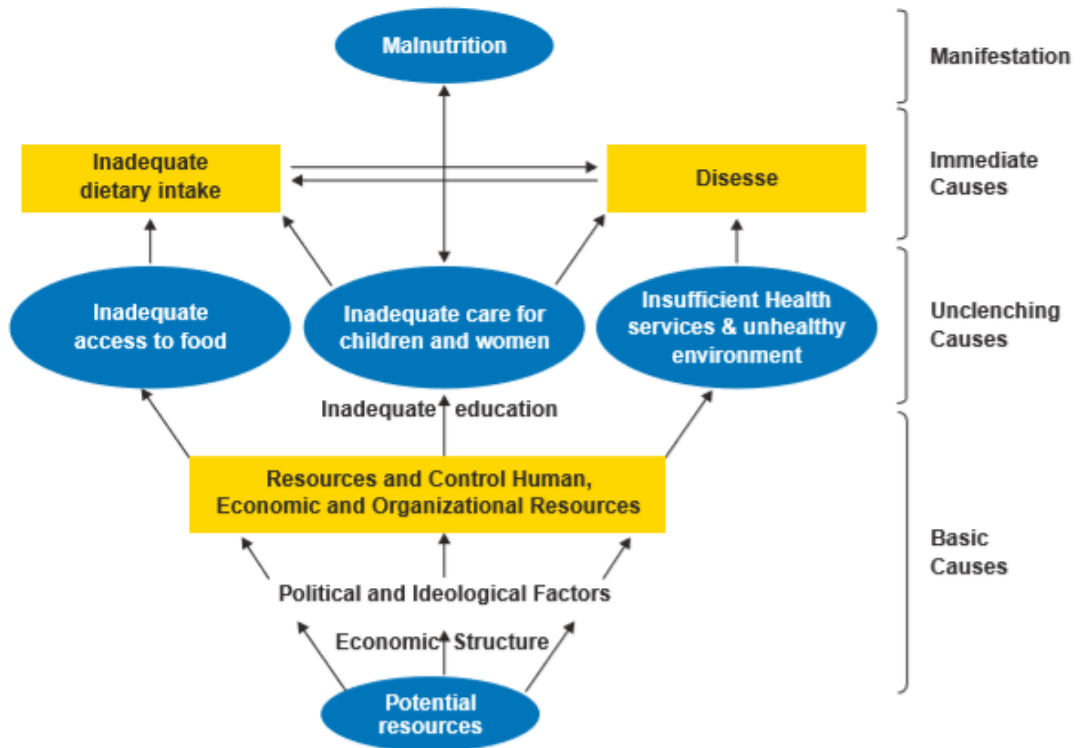 Malnutrition
Manifestation
Inadequate
dietary intake
Disesse
Immediate
Causes
Inadequate
access to food
Inadequate care for
children and women
Insufficient Health
services & unhealthy
environment
Unclenching
Causes
Inadequate education
Resources and Control Human,
Economic and Organizational Resources
Political and Ideological Factors
Economic Structure
Basic
Causes
Potential
resources